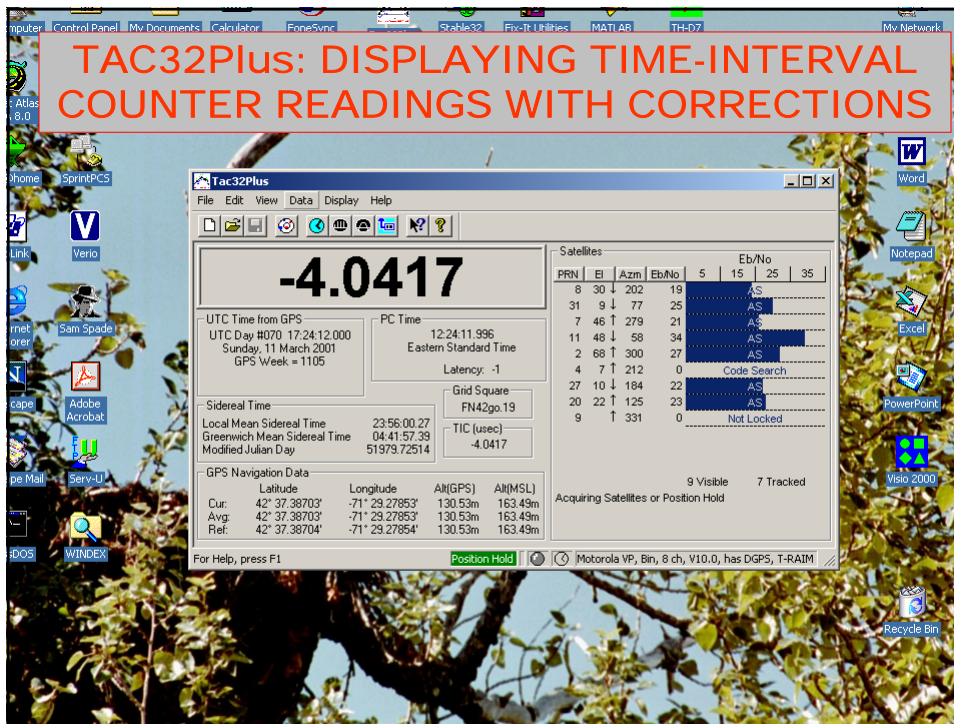 mputer Control Panel My Documents Calculator FoneSync Stable32 Fix-It Utilities MATLAB TH-D7 My Network
TAC32Plus: DISPLAYING TIME-INTERVAL
COUNTER READINGS WITH CORRECTIONS
t Atlas
8.0
home SprintPCS
Link Verio
rnet
orer
Sam Spade
cape
Adobe
Acrobat
pe Mail Serv-U
sDOS WINDEX
Tac32Plus
File Edit View Data Display Help
-4.0417
UTC Time from GPS
UTC Day #070 17:24:12.000
Sunday, 11 March 2001
GPS Week = 1105
PC Time
12:24:11.996
Eastern Standard Time
Latency: -1
Grid Square
FN42go.19
Sidereal Time
Local Mean Sidereal Time 23:56:00.27
Greenwich Mean Sidereal Time 04:41:57.39
Modified Julian Day 51979.72514
TIC (usec)
-4.0417
GPS Navigation Data
Latitude Longitude Alt(GPS) Alt(MSL)
Cur: 42° 37.38703' -71° 29.27853' 130.53m 163.49m
Avg: 42° 37.38703' -71° 29.27853' 130.53m 163.49m
Ref: 42° 37.38704' -71° 29.27854' 130.53m 163.49m
Satellites
Eb/No
PRN El Azm Eb/No 5 15 25 35
8 30 ↓ 202 19 AS
31 9 ↓ 77 25 AS
7 46 ↑ 279 21 AS
11 48 ↓ 58 34 AS
2 68 ↑ 300 27 AS
4 7 ↑ 212 0 Code Search
27 10 ↓ 184 22 AS
20 22 ↑ 125 23 AS
9 ↑ 331 0 Not Locked
9 Visible 7 Tracked
Acquiring Satellites or Position Hold
For Help, press F1 Position Hold Motorola VP, Bin, 8 ch, V10.0, has DGPS, T-RAIM
Word
Notepad
Excel
PowerPoint
Visio 2000
Recycle Bin